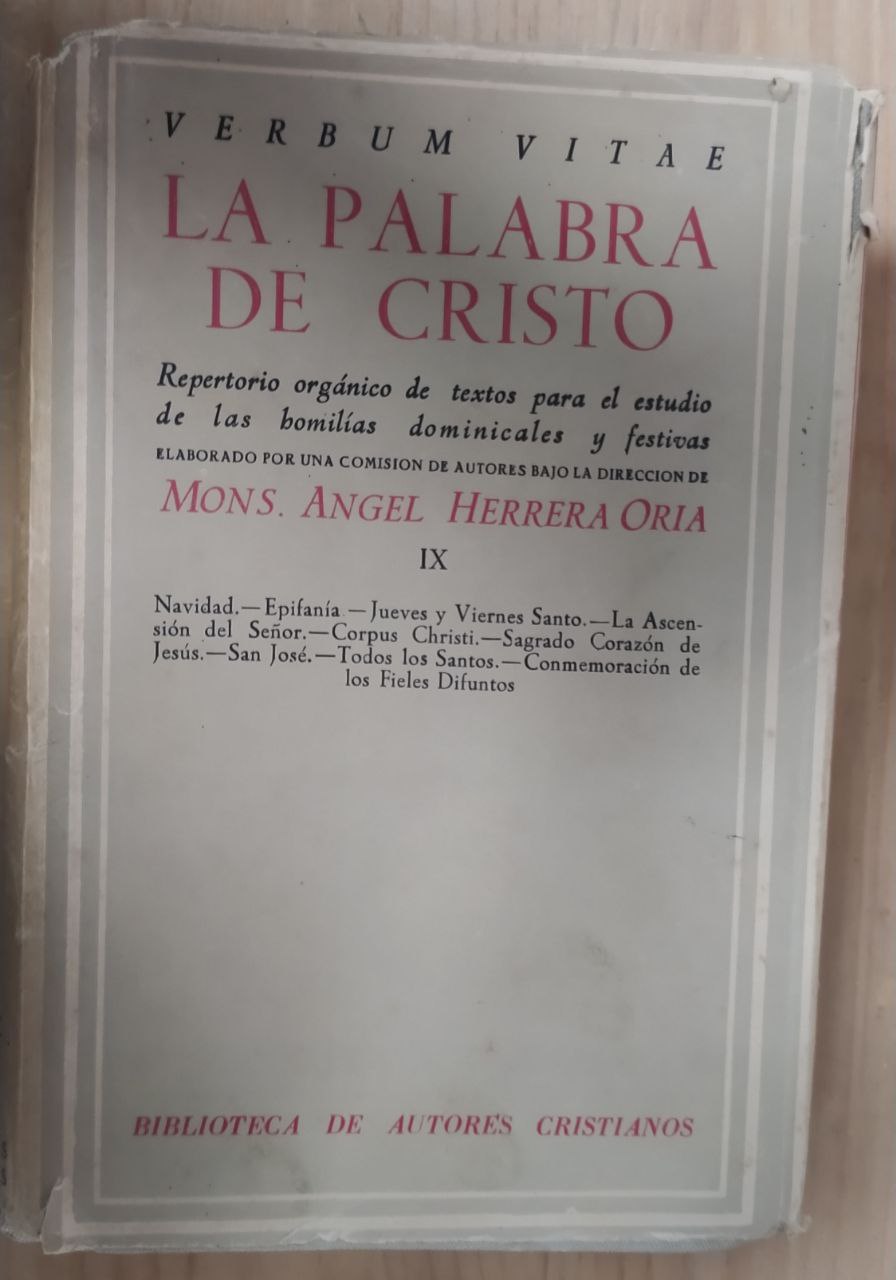 VERBUM VITAE
LA PALABRA
DE CRISTO
Repertorio orgánico de textos para el estudio
de las homilías dominicales y festivas
ELABORADO POR UNA COMISION DE AUTORES BAJO LA DIRECCION DE
MONS. ANGEL HERRERA ORIA
IX
Navidad.—Epifanía.—Jueves y Viernes Santo.—La Ascen-
sión del Señor.—Corpus Christi.—Sagrado Corazón de
Jesús.—San José.—Todos los Santos.—Conmemoración de
los Fieles Difuntos
BIBLIOTECA DE AUTORES CRISTIANOS